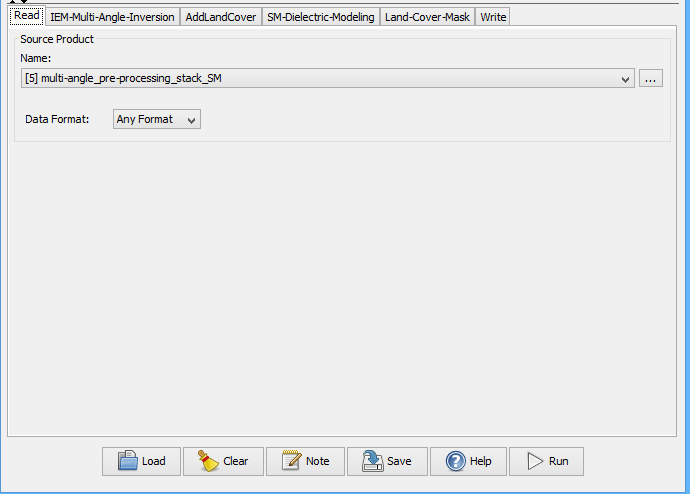 Read IEM-Multi-Angle-Inversion AddLandCover SM-Dielectric-Modeling Land-Cover-Mask Write
Source Product
Name:
[5] multi-angle_pre-processing_stack_SM ...
Data Format: Any Format
Load Clear Note Save Help Run